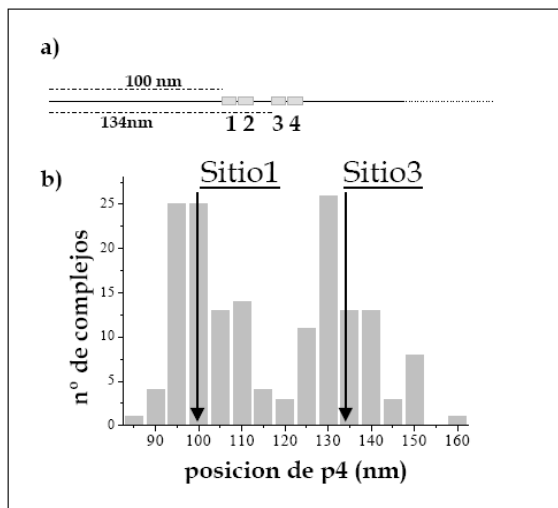 a)
100 nm
134nm
1 2 3 4
b)
Sitio1 Sitio3
25
20
15
10
5
0
90 100 110 120 130 140 150 160
nº de complejos
posicion de p4 (nm)